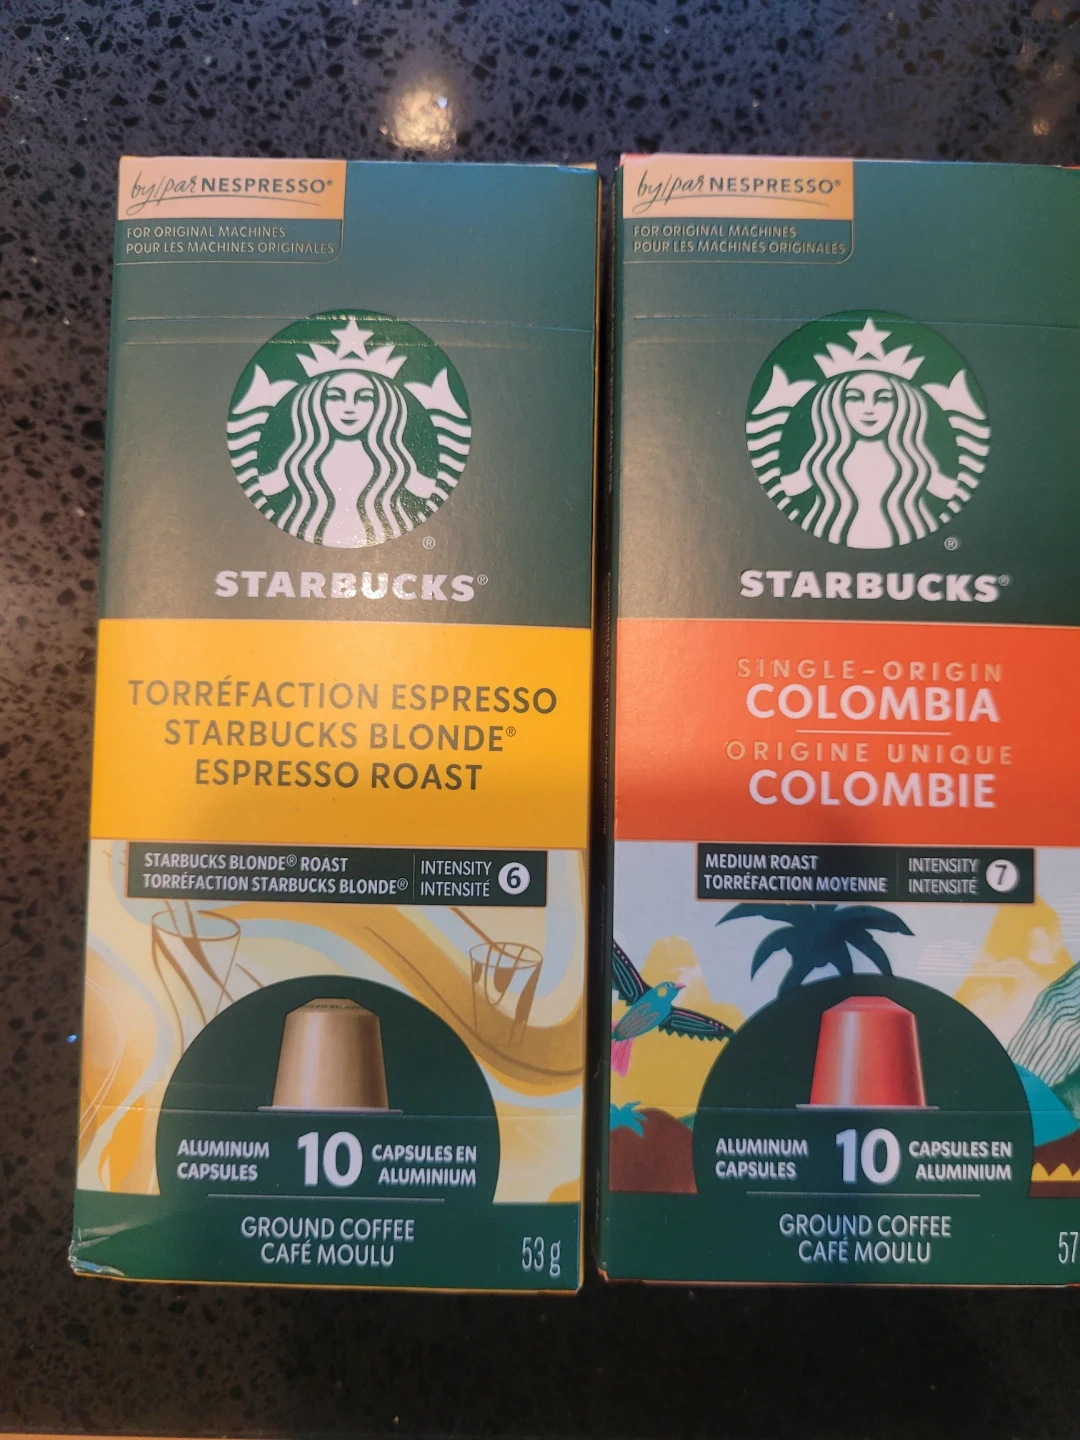 by/par NESPRESSO®
FOR ORIGINAL MACHINES
POUR LES MACHINES ORIGINALES
®
STARBUCKS®
TORRÉFACTION ESPRESSO
STARBUCKS BLONDE®
ESPRESSO ROAST
STARBUCKS BLONDE® ROAST
TORRÉFACTION STARBUCKS BLONDE®
INTENSITY
INTENSITÉ
6
ALUMINUM
CAPSULES
10
CAPSULES EN
ALUMINIUM
GROUND COFFEE
CAFÉ MOULU
53 g
by/par NESPRESSO®
FOR ORIGINAL MACHINES
POUR LES MACHINES ORIGINALES
®
STARBUCKS®
SINGLE-ORIGIN
COLOMBIA
ORIGINE UNIQUE
COLOMBIE
MEDIUM ROAST
TORRÉFACTION MOYENNE
INTENSITY
INTENSITÉ
7
ALUMINUM
CAPSULES
10
CAPSULES EN
ALUMINIUM
GROUND COFFEE
CAFÉ MOULU
57